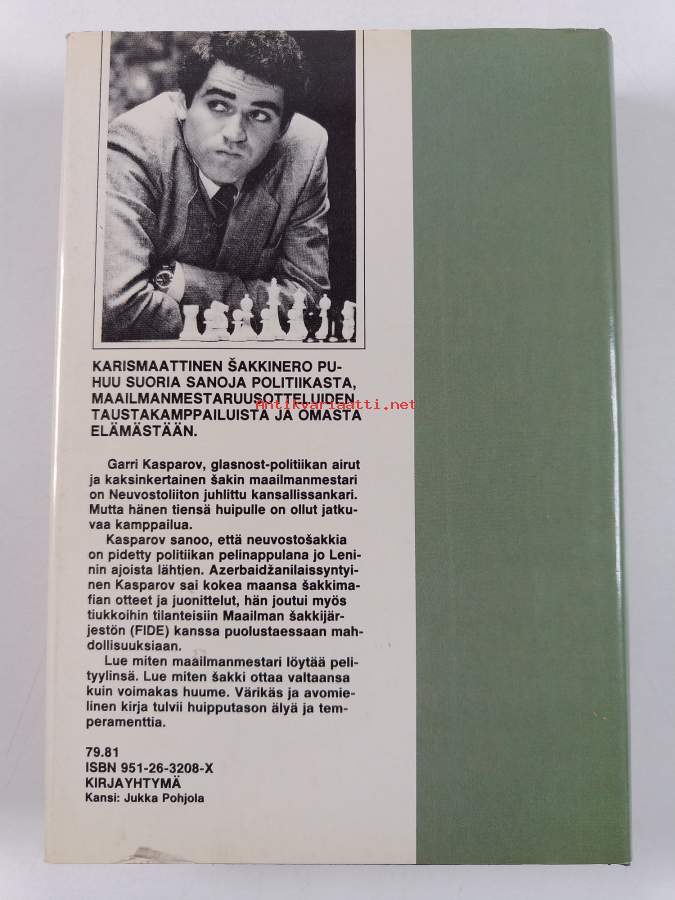 KARISMAATTINEN ŠAKKINERO PU-
HUU SUORIA SANOJA POLITIIKASTA,
MAAILMANMESTARUUSOTTELUIDEN
Antikvariaatti.net
TAUSTAKAMPPAILUISTA JA OMASTA
ELÄMÄSTÄÄN.
Garri Kasparov, glasnost-politiikan airut
ja kaksinkertainen šakin maailmanmestari
on Neuvostoliiton juhlittu kansallissankari.
Mutta hänen tiensä huipulle on ollut jatku-
vaa kamppailua.
Kasparov sanoo, että neuvostošakkia
on pidetty politiikan pelinappulana jo Leni-
nin ajoista lähtien. Azerbaidžanilaissyntyi-
nen Kasparov sai kokea maansa šakkima-
fian otteet ja juonittelut, hän joutui myös
tiukkoihin tilanteisiin Maailman šakkijär-
jestön (FIDE) kanssa puolustaessaan mah-
dollisuuksiaan.
Lue miten maailmanmestari löytää peli-
tyylinsä. Lue miten šakki ottaa valtaansa
kuin voimakas huume. Värikäs ja avomie-
linen kirja tulvii huipputason älyä ja tem-
peramenttia.
79.81
ISBN 951-26-3208-X
KIRJAYHTYMÄ
Kansi: Jukka Pohjola